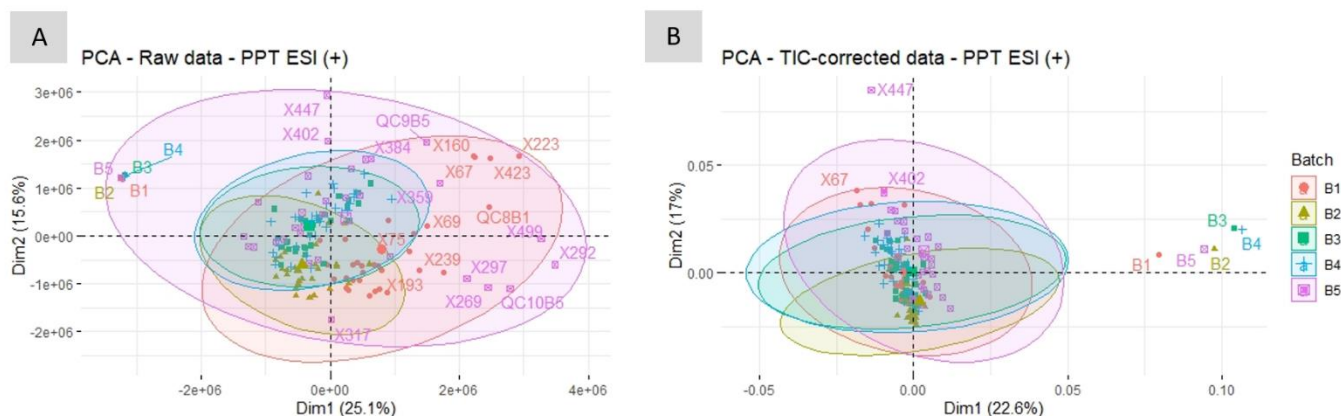 A
PCA - Raw data - PPT ESI (+)
3e+06
2e+06
1e+06
0e+00
-1e+06
-2e+06
Dim2 (15.6%)
X447
X402
QC9B5
X384
X160
X223
X67
X423
B4
B3
B5
B2
B1
X359
X69
QC8B1
X499
X75
X239
X297
X292
X193
X269
QC10B5
X317
-2e+06
0e+00
2e+06
4e+06
Dim1 (25.1%)
B
PCA - TIC-corrected data - PPT ESI (+)
0.05
0.00
Dim2 (17%)
X447
X402
X67
B3
B4
B1
B5
B2
-0.05
0.00
0.05
0.10
Dim1 (22.6%)
Batch
B1
B2
B3
B4
B5